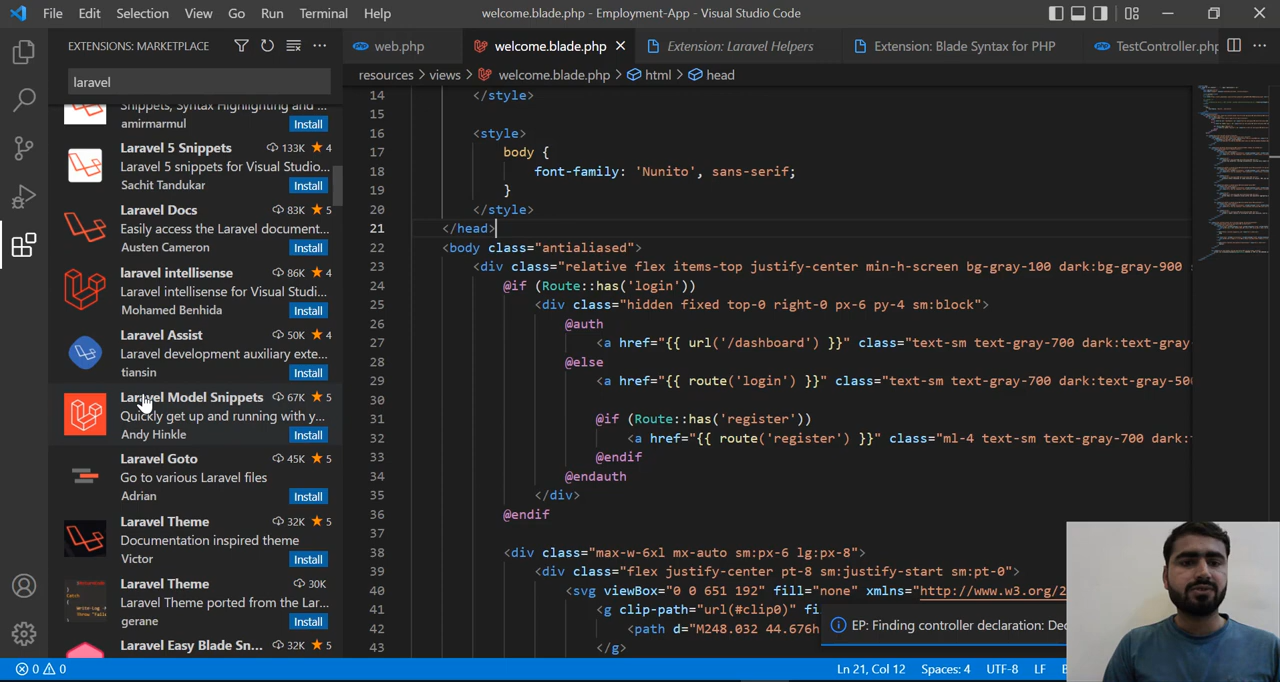 File Edit Selection View Go Run Terminal Help welcome.blade.php - Employment-App - Visual Studio Code
EXTENSIONS: MARKETPLACE
laravel
Snippets, Syntax Highlighting and ...
amirmarmul Install
Laravel 5 Snippets 133K 4
Laravel 5 snippets for Visual Studio...
Sachit Tandukar Install
Laravel Docs 83K 5
Easily access the Laravel document...
Austen Cameron Install
laravel intellisense 86K 4
Laravel intellisense for Visual Studi...
Mohamed Benhida Install
Laravel Assist 50K 4
Laravel development auxiliary exte...
tiansin Install
Laravel Model Snippets 67K 5
Quickly get up and running with y...
Andy Hinkle Install
Laravel Goto 45K 5
Go to various Laravel files
Adrian Install
Laravel Theme 32K 5
Documentation inspired theme
Victor Install
Laravel Theme 30K
Laravel Theme ported from the Lar...
gerane Install
Laravel Easy Blade Sn... 32K 5
web.php welcome.blade.php Extension: Laravel Helpers Extension: Blade Syntax for PHP TestController.php
resources > views > welcome.blade.php > html > head
14 </style>
15
16 <style>
17 body {
18 font-family: 'Nunito', sans-serif;
19 }
20 </style>
21 </head>
22 <body class="antialiased">
23 <div class="relative flex items-top justify-center min-h-screen bg-gray-100 dark:bg-gray-900
24 @if (Route::has('login'))
25 <div class="hidden fixed top-0 right-0 px-6 py-4 sm:block">
26 @auth
27 <a href="{{ url('/dashboard') }}" class="text-sm text-gray-700 dark:text-gray-
28 @else
29 <a href="{{ route('login') }}" class="text-sm text-gray-700 dark:text-gray-50
30
31 @if (Route::has('register'))
32 <a href="{{ route('register') }}" class="ml-4 text-sm text-gray-700 dark:
33 @endif
34 @endauth
35 </div>
36 @endif
37
38 <div class="max-w-6xl mx-auto sm:px-6 lg:px-8">
39 <div class="flex justify-center pt-8 sm:justify-start sm:pt-0">
40 <svg viewBox="0 0 651 192" fill="none" xmlns="http://www.w3.org/2
41 <g clip-path="url(#clip0)" fi
42 <path d="M248.032 44.676h
43 </g>
EP: Finding controller declaration: Dec
0 0 Ln 21, Col 12 Spaces: 4 UTF-8 LF